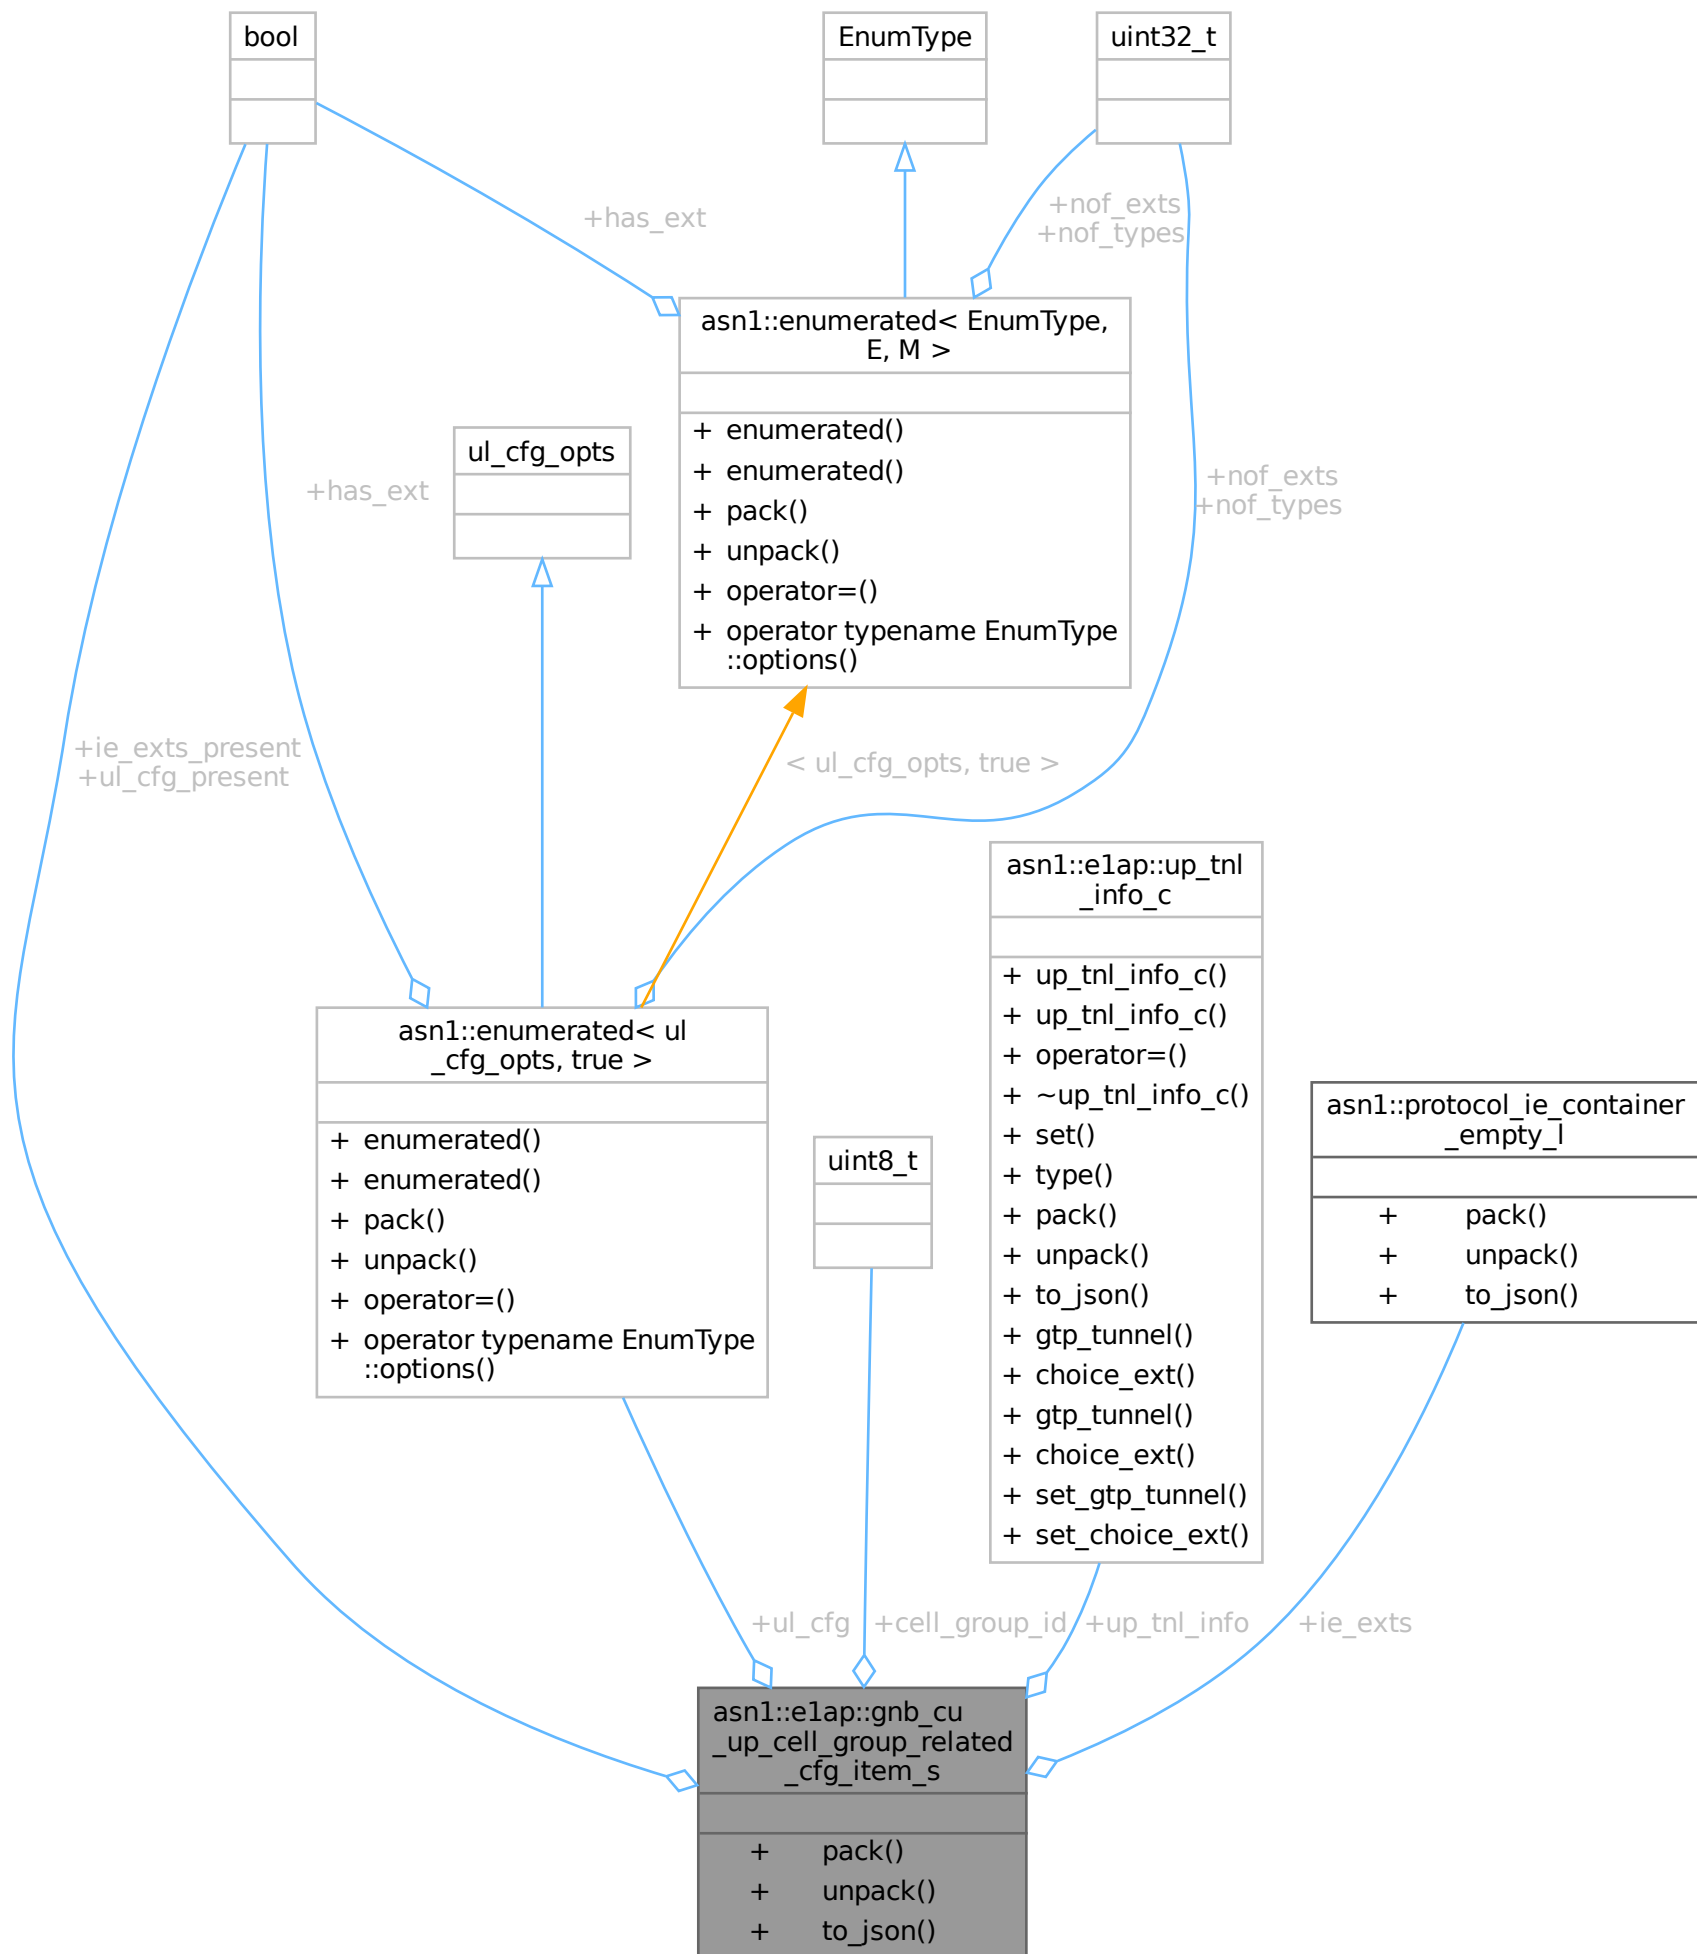 bool
EnumType
uint32_t
+has_ext
+nof_exts
+nof_types
asn1::enumerated< EnumType,
E, M >
+ enumerated()
+ enumerated()
+ pack()
+ unpack()
+ operator=()
+ operator typename EnumType
::options()
ul_cfg_opts
+has_ext
+nof_exts
+nof_types
+ie_exts_present
+ul_cfg_present
< ul_cfg_opts, true >
asn1::e1ap::up_tnl
_info_c
+ up_tnl_info_c()
+ up_tnl_info_c()
+ operator=()
+ ~up_tnl_info_c()
+ set()
+ type()
+ pack()
+ unpack()
+ to_json()
+ gtp_tunnel()
+ choice_ext()
+ gtp_tunnel()
+ choice_ext()
+ set_gtp_tunnel()
+ set_choice_ext()
asn1::enumerated< ul
_cfg_opts, true >
+ enumerated()
+ enumerated()
+ pack()
+ unpack()
+ operator=()
+ operator typename EnumType
::options()
uint8_t
asn1::protocol_ie_container
_empty_l
+ pack()
+ unpack()
+ to_json()
+ul_cfg
+cell_group_id
+up_tnl_info
+ie_exts
asn1::e1ap::gnb_cu
_up_cell_group_related
_cfg_item_s
+ pack()
+ unpack()
+ to_json()